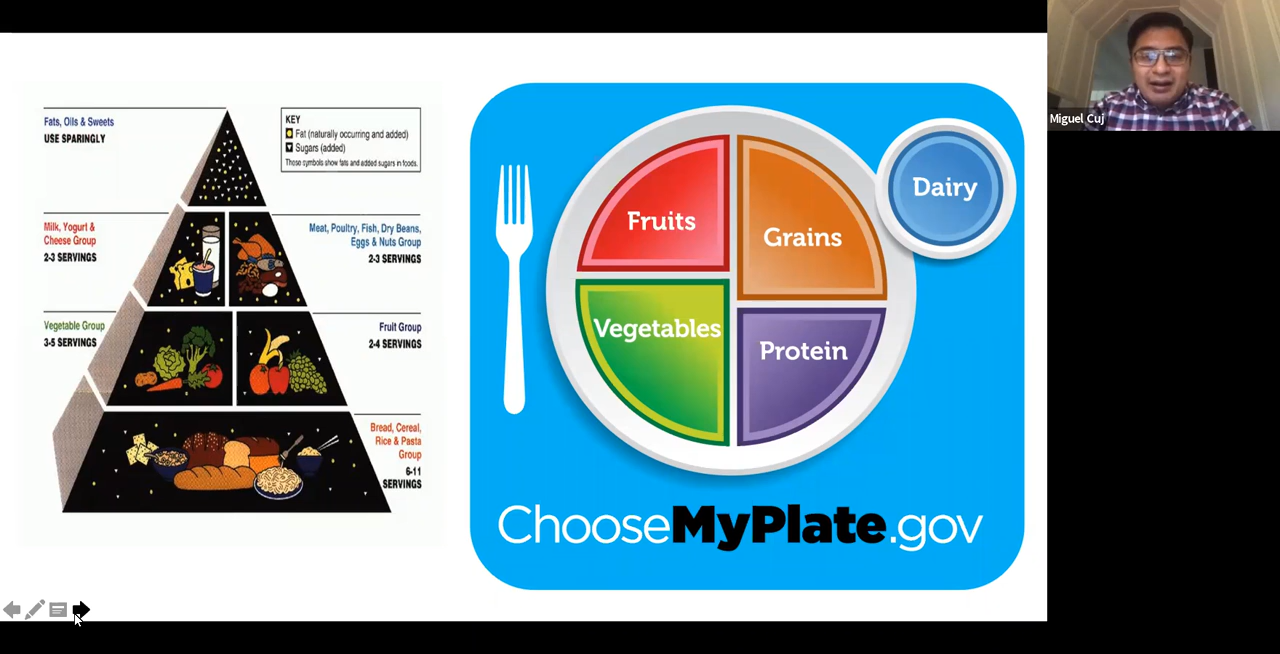 Fats, Oils & Sweets
USE SPARINGLY
KEY
Fat (naturally occurring and added)
Sugars (added)
These symbols show fats and added sugars in foods.
Milk, Yogurt &
Cheese Group
2-3 SERVINGS
Meat, Poultry, Fish, Dry Beans,
Eggs & Nuts Group
2-3 SERVINGS
Vegetable Group
3-5 SERVINGS
Fruit Group
2-4 SERVINGS
Bread, Cereal,
Rice & Pasta
Group
6-11
SERVINGS
Fruits
Grains
Dairy
Vegetables
Protein
ChooseMyPlate.gov
Miguel Cuj